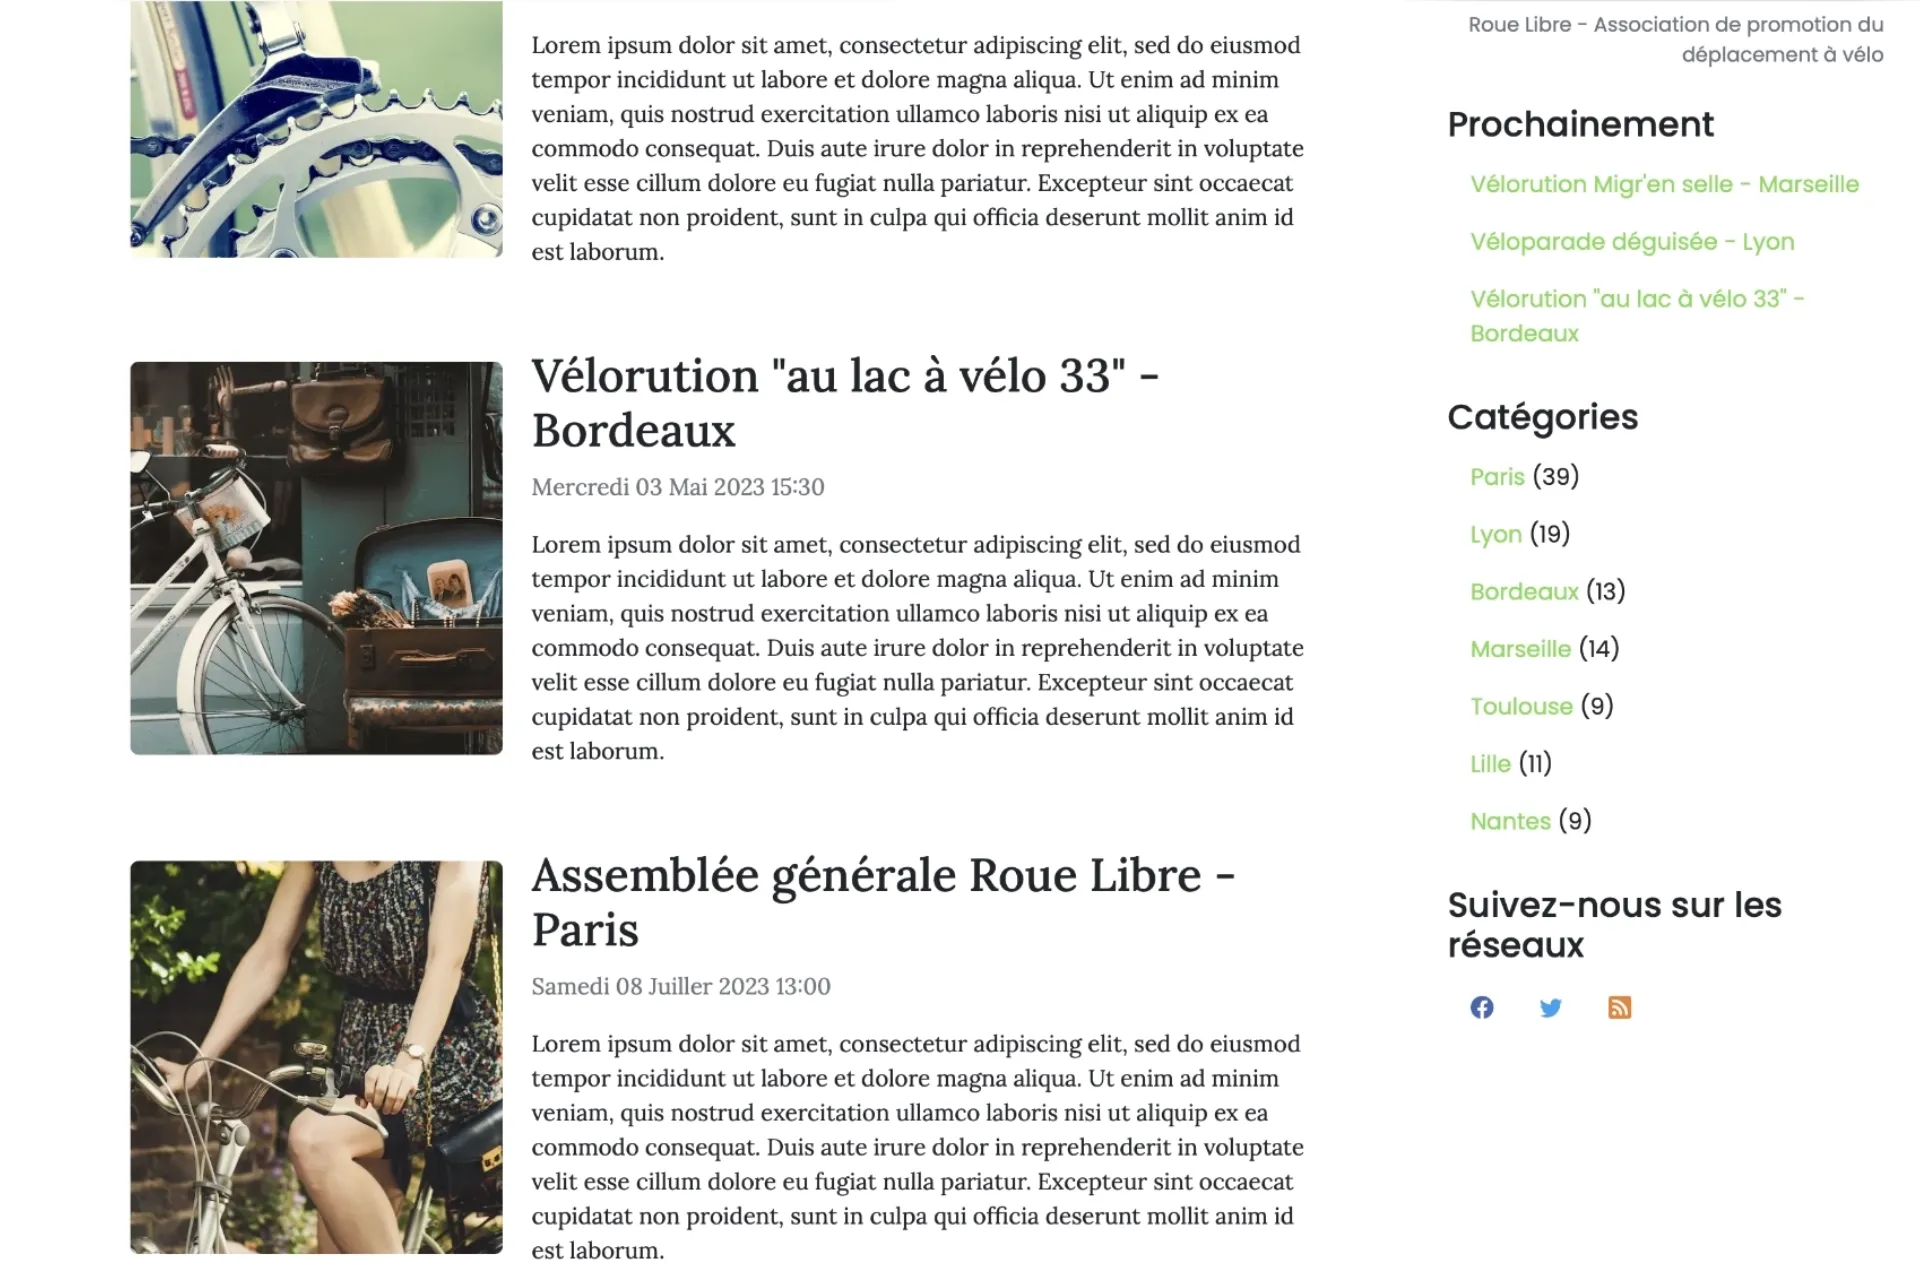 Lorem ipsum dolor sit amet, consectetur adipiscing elit, sed do eiusmod
tempor incididunt ut labore et dolore magna aliqua. Ut enim ad minim
veniam, quis nostrud exercitation ullamco laboris nisi ut aliquip ex ea
commodo consequat. Duis aute irure dolor in reprehenderit in voluptate
velit esse cillum dolore eu fugiat nulla pariatur. Excepteur sint occaecat
cupidatat non proident, sunt in culpa qui officia deserunt mollit anim id
est laborum.
Vélorution "au lac à vélo 33" -
Bordeaux
Mercredi 03 Mai 2023 15:30
Lorem ipsum dolor sit amet, consectetur adipiscing elit, sed do eiusmod
tempor incididunt ut labore et dolore magna aliqua. Ut enim ad minim
veniam, quis nostrud exercitation ullamco laboris nisi ut aliquip ex ea
commodo consequat. Duis aute irure dolor in reprehenderit in voluptate
velit esse cillum dolore eu fugiat nulla pariatur. Excepteur sint occaecat
cupidatat non proident, sunt in culpa qui officia deserunt mollit anim id
est laborum.
Assemblée générale Roue Libre -
Paris
Samedi 08 Juiller 2023 13:00
Lorem ipsum dolor sit amet, consectetur adipiscing elit, sed do eiusmod
tempor incididunt ut labore et dolore magna aliqua. Ut enim ad minim
veniam, quis nostrud exercitation ullamco laboris nisi ut aliquip ex ea
commodo consequat. Duis aute irure dolor in reprehenderit in voluptate
velit esse cillum dolore eu fugiat nulla pariatur. Excepteur sint occaecat
cupidatat non proident, sunt in culpa qui officia deserunt mollit anim id
est laborum.
Roue Libre - Association de promotion du
déplacement à vélo
Prochainement
Vélorution Migr'en selle - Marseille
Véloparade déguisée - Lyon
Vélorution "au lac à vélo 33" -
Bordeaux
Catégories
Paris (39)
Lyon (19)
Bordeaux (13)
Marseille (14)
Toulouse (9)
Lille (11)
Nantes (9)
Suivez-nous sur les
réseaux